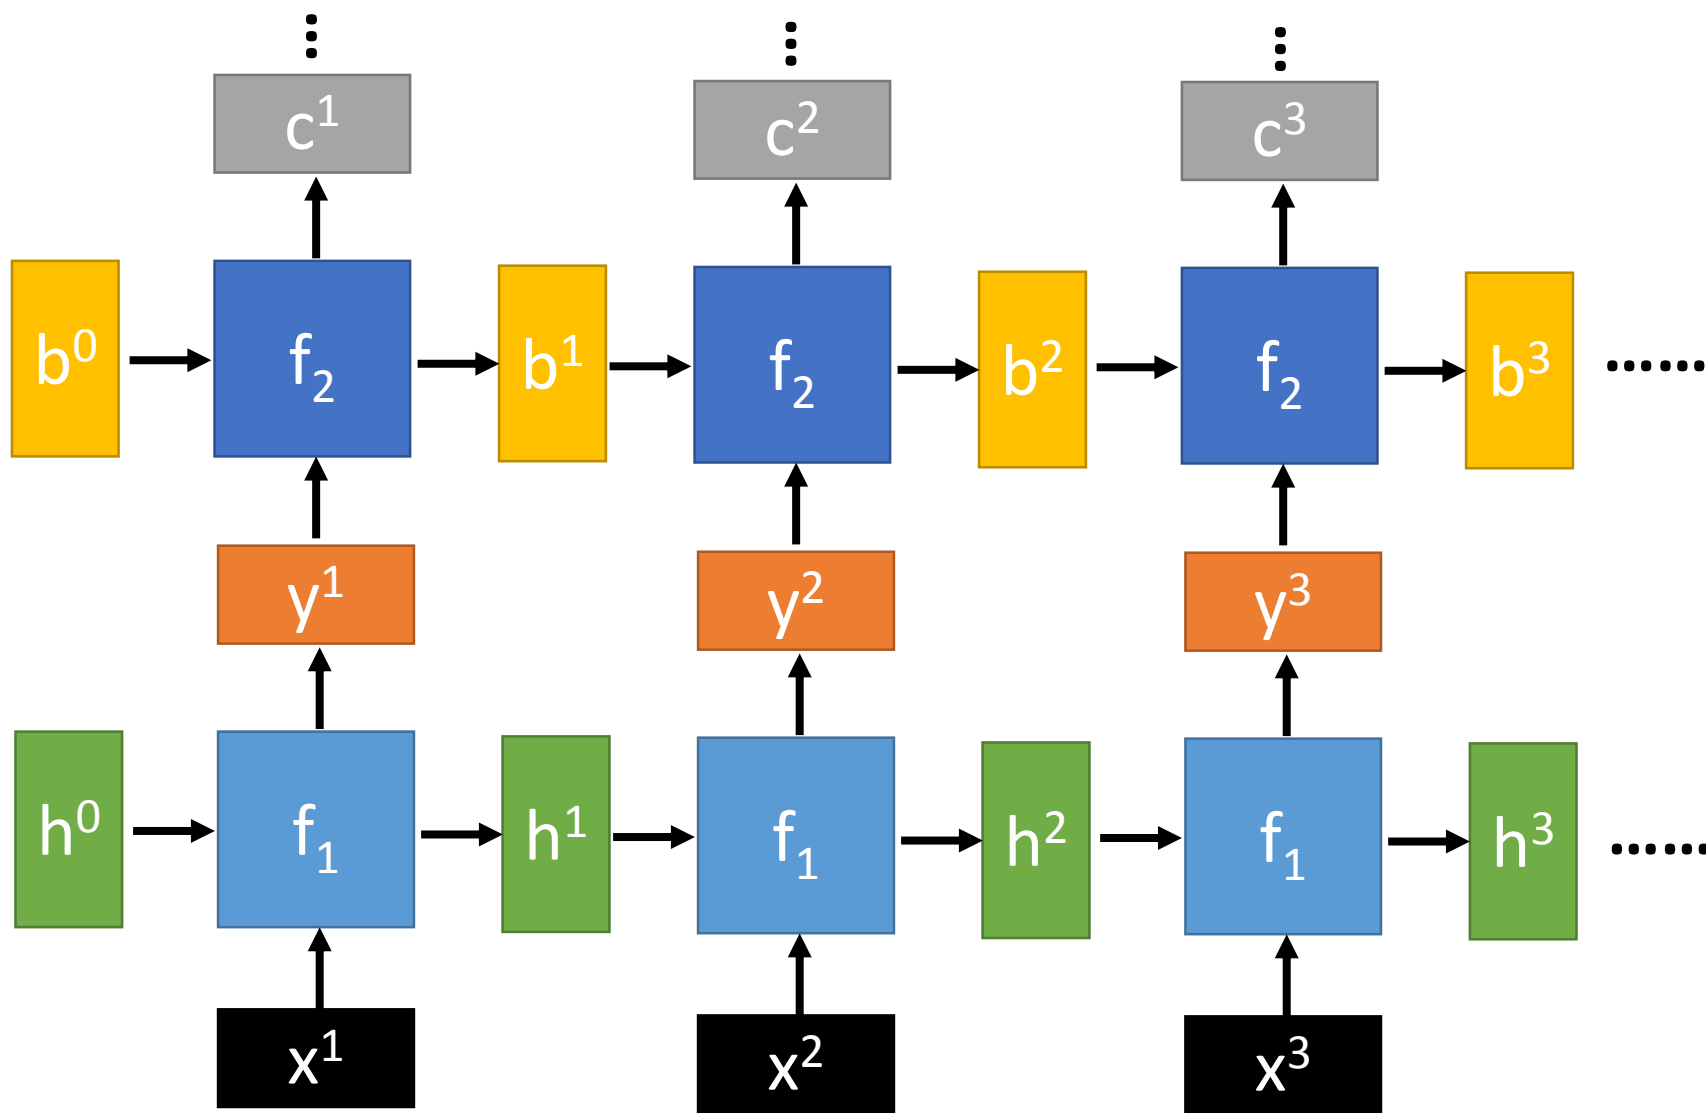 c¹ c² c³
b⁰ f₂ b¹ f₂ b² f₂ b³ ......
y¹ y² y³
h⁰ f₁ h¹ f₁ h² f₁ h³ ......
x¹ x² x³